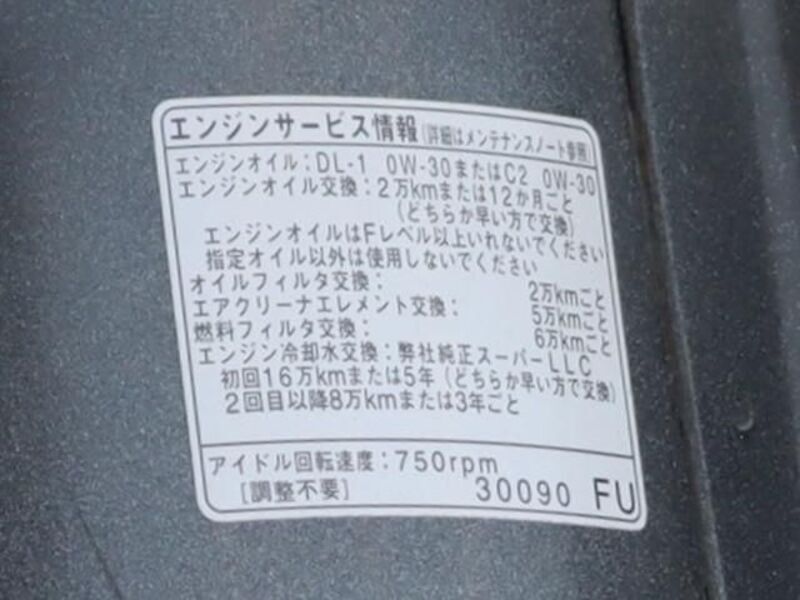 エンジンサービス情報(詳細はメンテナンスノート参照)
エンジンオイル:DL-1 0W-30またはC2 0W-30
エンジンオイル交換:2万kmまたは12か月ごと
(どちらか早い方で交換)
エンジンオイルはFレベル以上いれないでください
指定オイル以外は使用しないでください
オイルフィルタ交換: 2万kmごと
エアクリーナエレメント交換: 5万kmごと
燃料フィルタ交換: 6万kmごと
エンジン冷却水交換:弊社純正スーパーLLC
初回16万kmまたは5年(どちらか早い方で交換)
2回目以降8万kmまたは3年ごと
アイドル回転速度:750rpm
[調整不要] 30090 FU